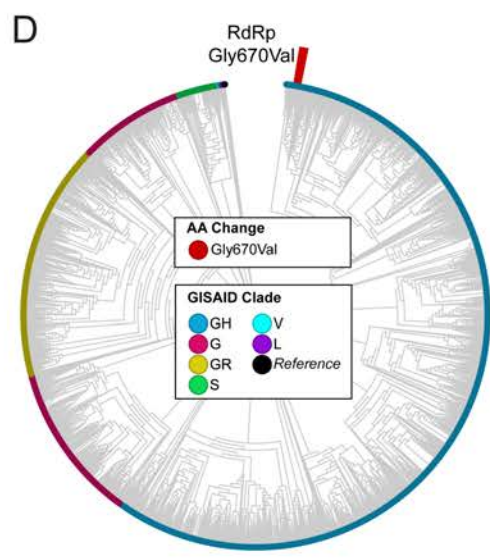 D
RdRp
Gly670Val
AA Change
Gly670Val
GISAID Clade
GH V
G L
GR Reference
S